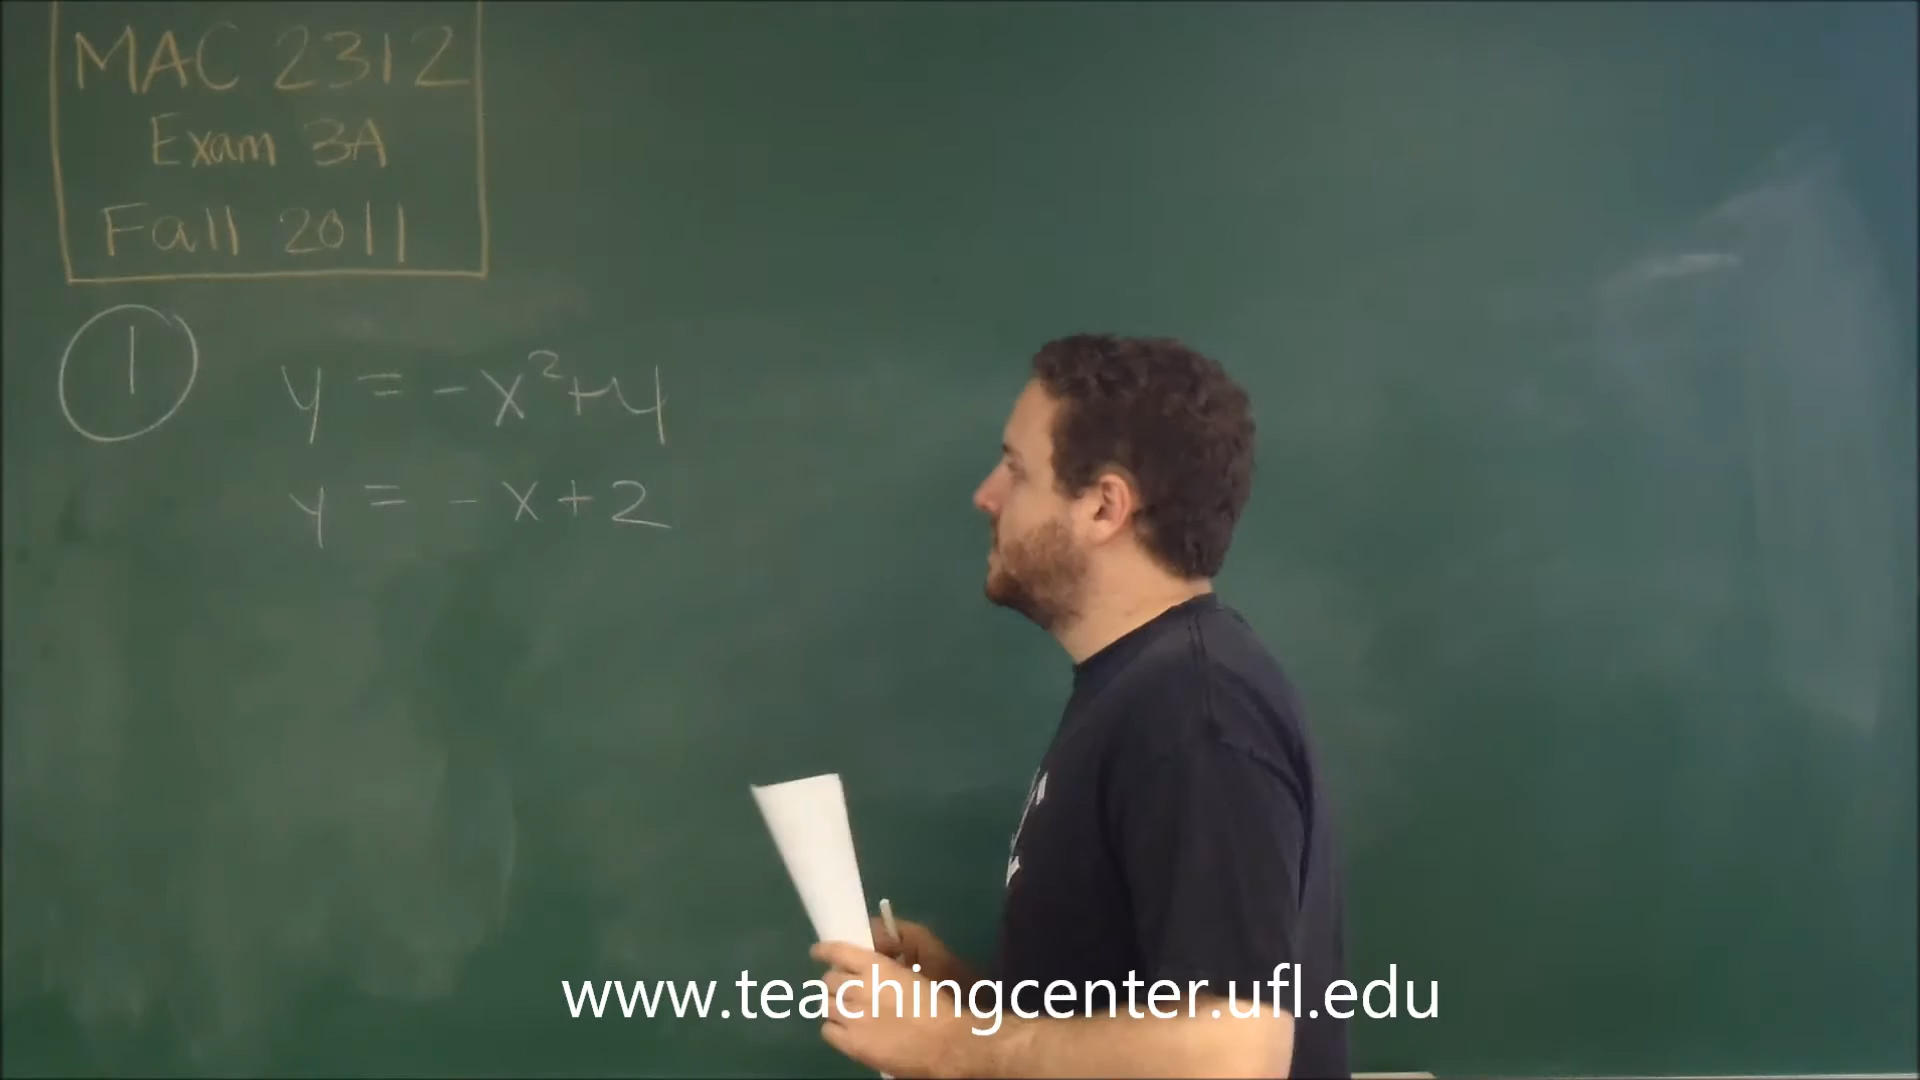 MAC 2312
Exam 3A
Fall 2011
1
y = -x²+4
y = -x+2
www.teachingcenter.ufl.edu